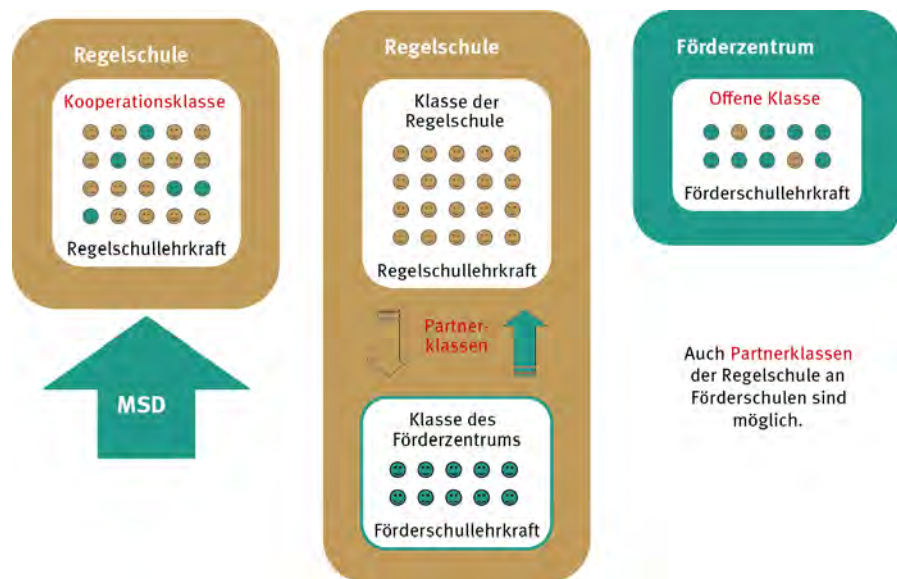 Regelschule
Kooperationsklasse
Regelschullehrkraft
MSD
Regelschule
Klasse der
Regelschule
Regelschullehrkraft
Partner-
klassen
Klasse des
Förderzentrums
Förderschullehrkraft
Förderzentrum
Offene Klasse
Förderschullehrkraft
Auch Partnerklassen
der Regelschule an
Förderschulen sind
möglich.